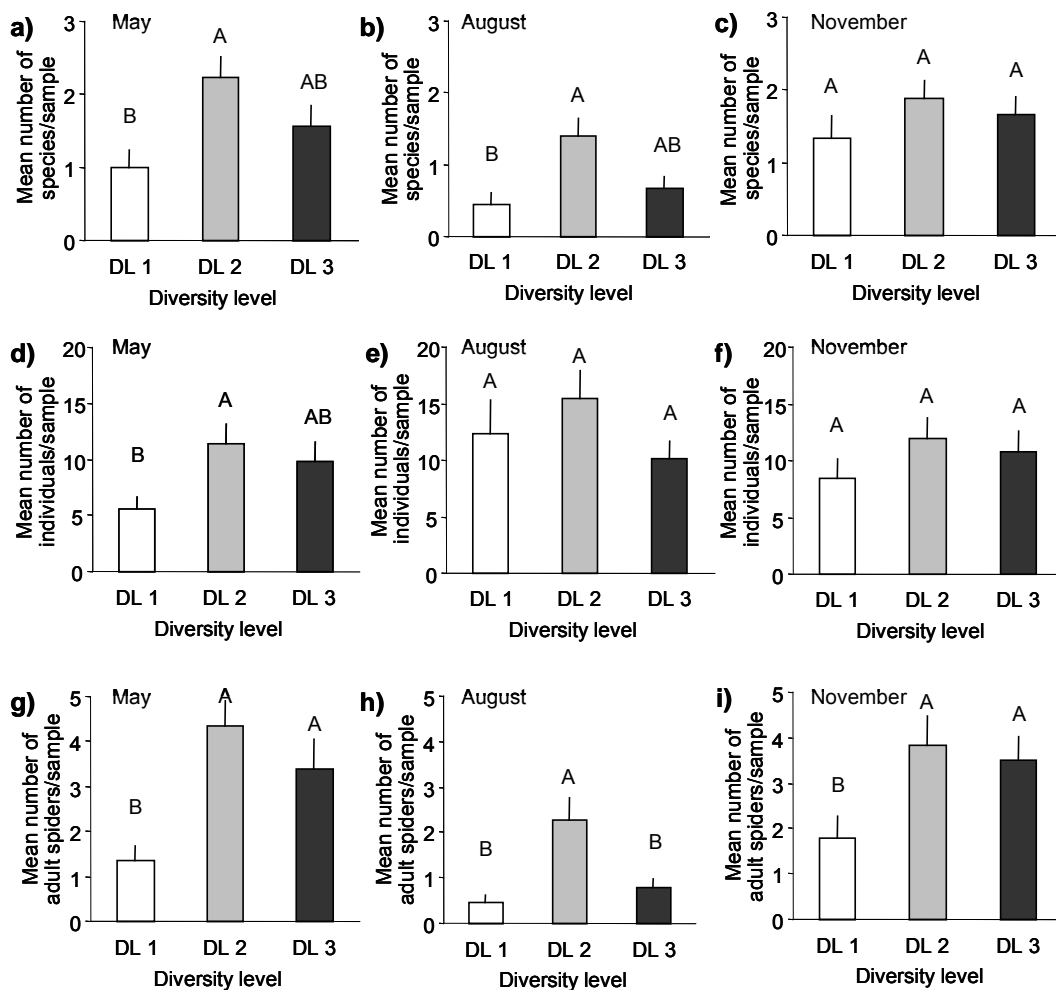 a) May
Mean number of
species/sample
3
2
1
0
B
A
AB
DL 1 DL 2 DL 3
Diversity level
b) August
Mean number of
species/sample
3
2
1
0
B
A
AB
DL 1 DL 2 DL 3
Diversity level
c) November
Mean number of
species/sample
3
2
1
0
A
A
A
DL 1 DL 2 DL 3
Diversity level
d) May
Mean number of
individuals/sample
20
15
10
5
0
B
A
AB
DL 1 DL 2 DL 3
Diversity level
e) August
Mean number of
individuals/sample
20
15
10
5
0
A
A
A
DL 1 DL 2 DL 3
Diversity level
f) November
Mean number of
individuals/sample
20
15
10
5
0
A
A
A
DL 1 DL 2 DL 3
Diversity level
g) May
Mean number of
adult spiders/sample
5
4
3
2
1
0
B
A
A
DL 1 DL 2 DL 3
Diversity level
h) August
Mean number of
adult spiders/sample
5
4
3
2
1
0
B
A
B
DL 1 DL 2 DL 3
Diversity level
i) November
Mean number of
adult spiders/sample
5
4
3
2
1
0
B
A
A
DL 1 DL 2 DL 3
Diversity level